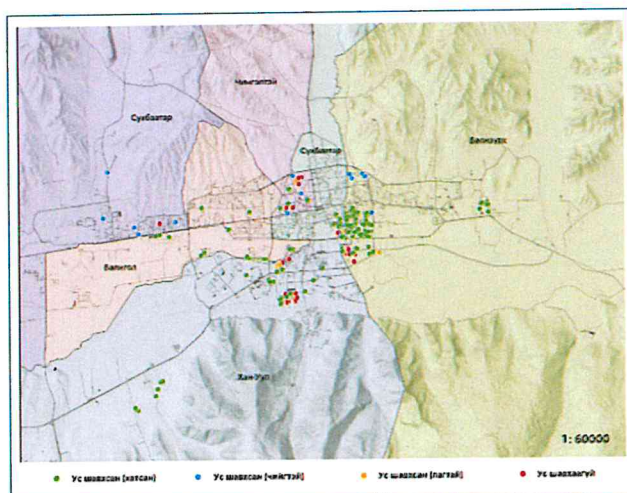 Чингэлтэй
Сүхбаатар
Сүхбаатар
Баянзүрх
Баянгол
Хан-Уул
1: 60000
Ус шавхсан (хатсан)
Ус шавхсан (чийгтэй)
Ус шавхсан (лагтай)
Ус шавхаагүй